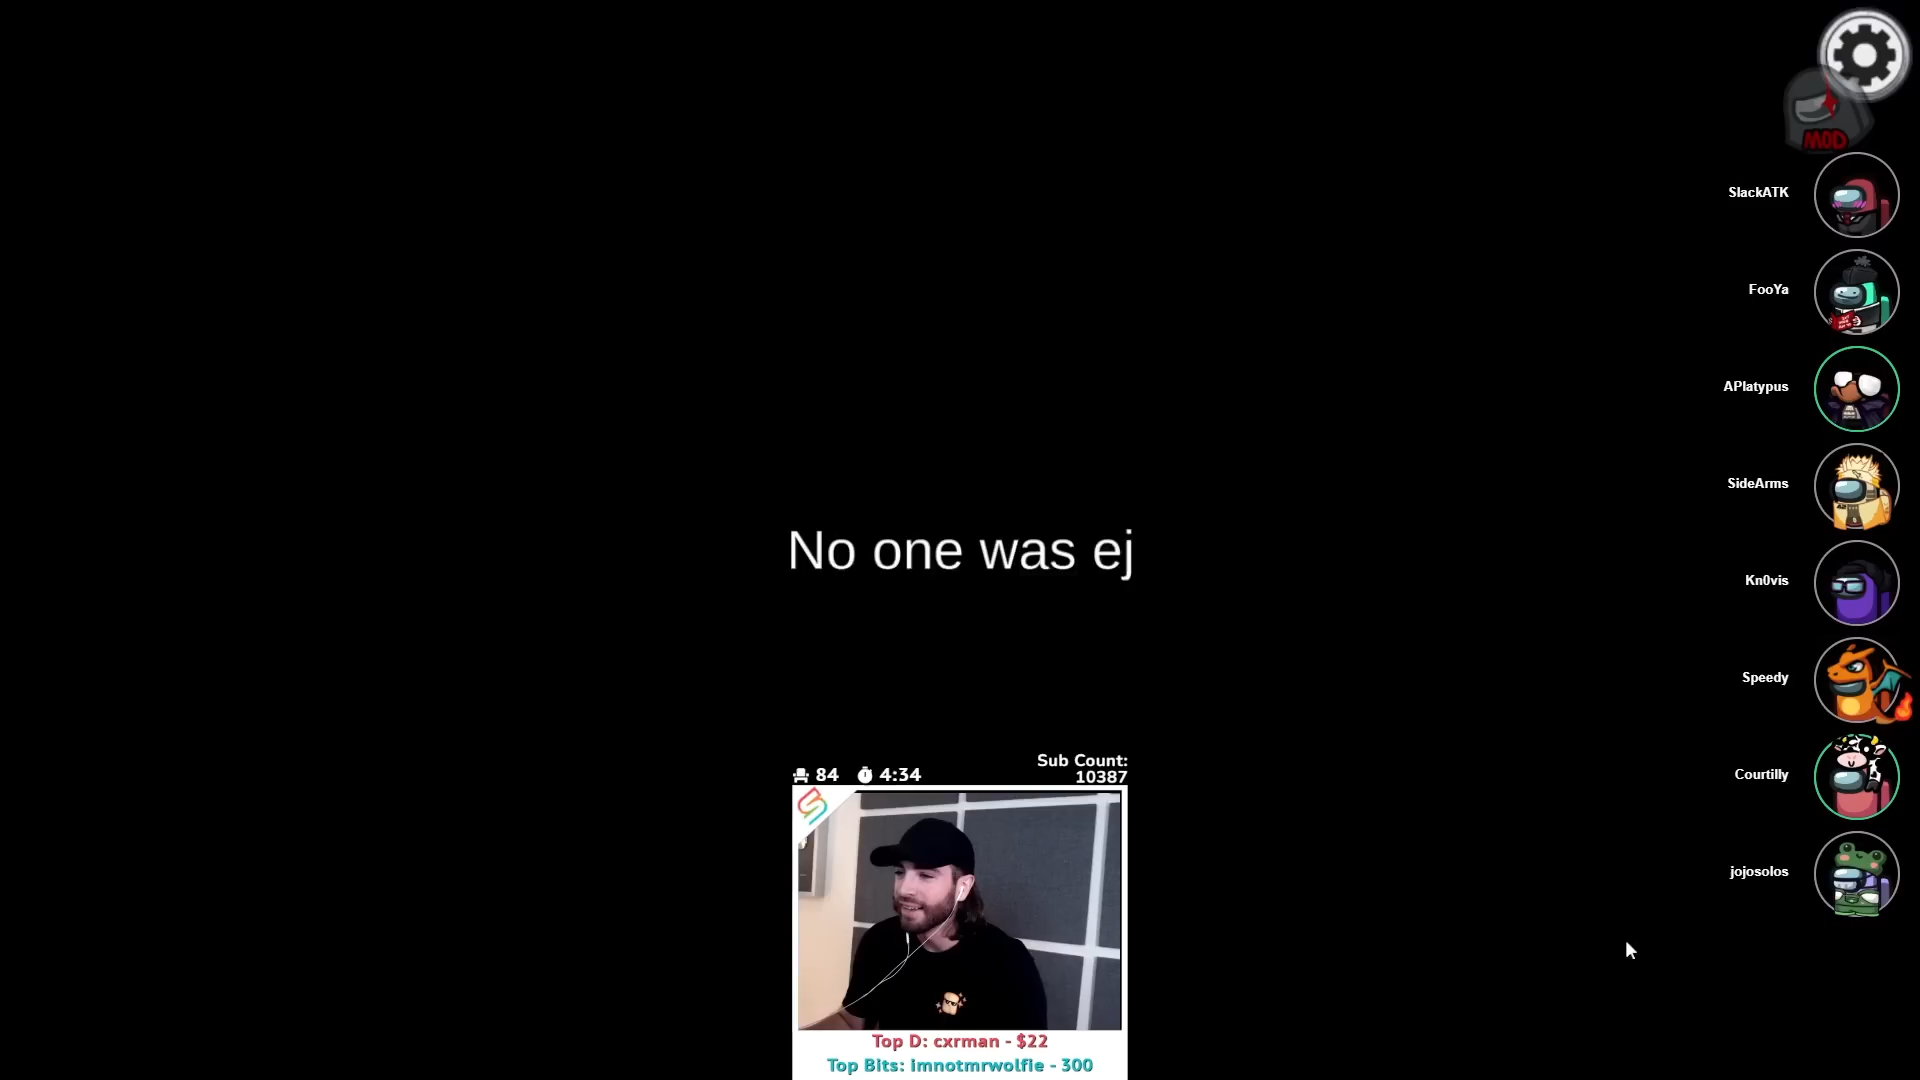 MOD
SlackATK
FooYa
APlatypus
SideArms
Kn0vis
Speedy
Courtilly
jojosolos
No one was ej
84 4:34
Sub Count:
10387
Top D: cxrman - $22
Top Bits: imnotmrwolfie - 300